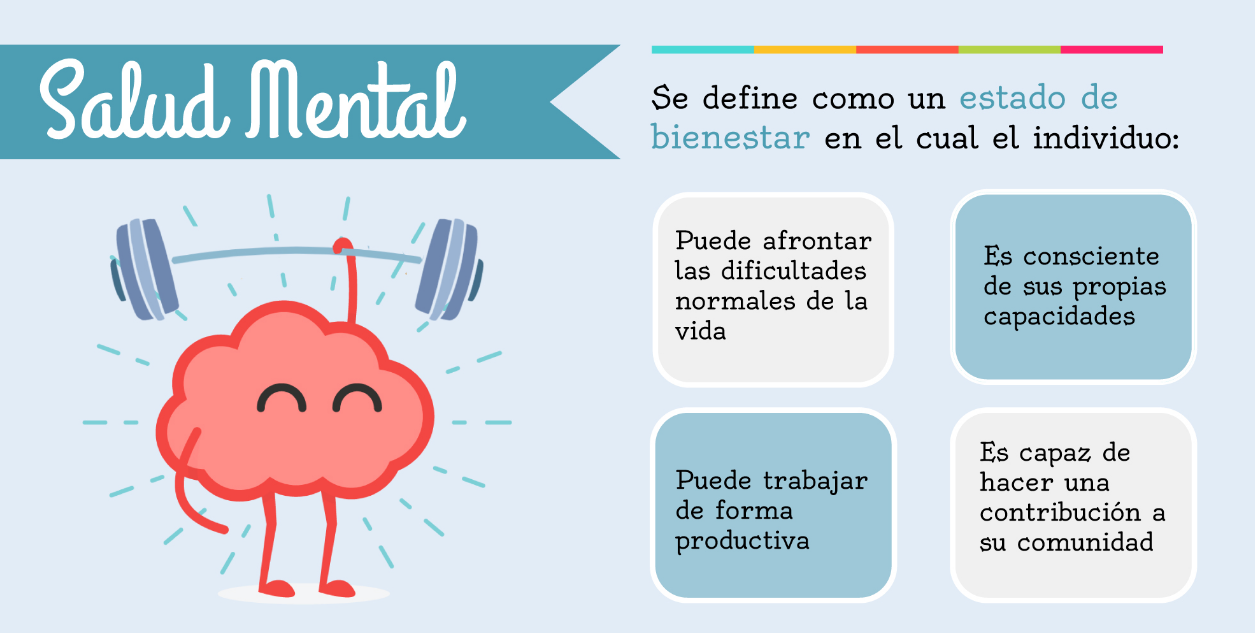 Salud Mental
Se define como un estado de
bienestar en el cual el individuo:
Puede afrontar
las dificultades
normales de la
vida
Es consciente
de sus propias
capacidades
Puede trabajar
de forma
productiva
Es capaz de
hacer una
contribución a
su comunidad